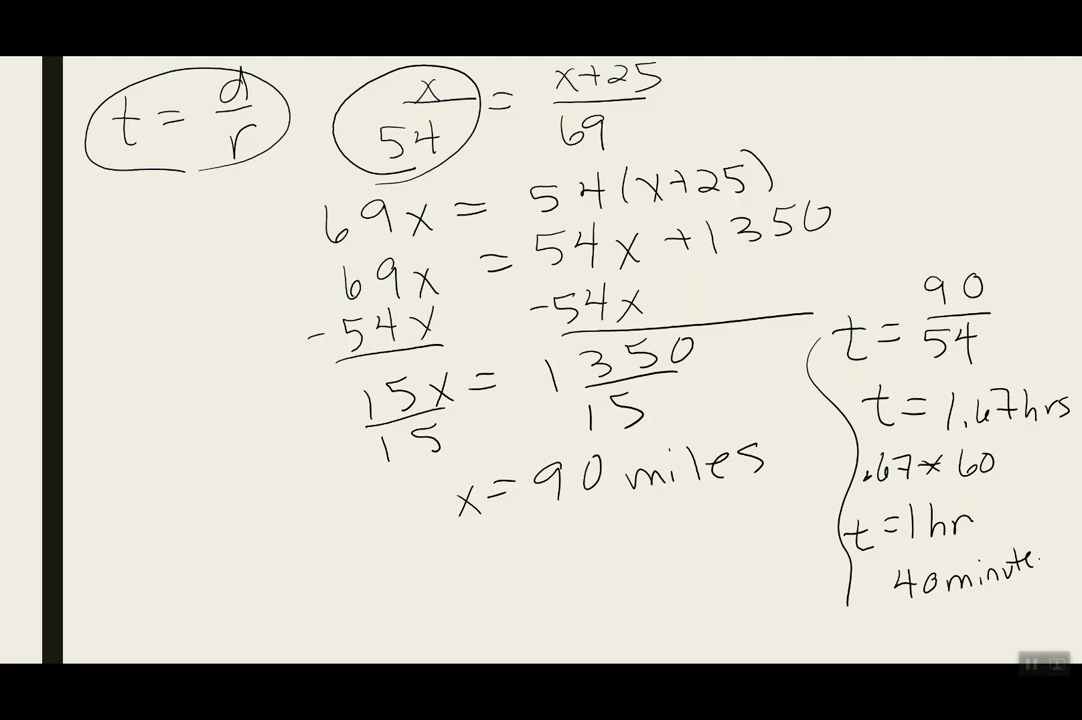 t = d/r
x/54 = x+25/69
69x = 54(x+25)
69x = 54x +1350
-54x -54x
15x/15 = 1350/15
x= 90 miles
t= 90/54
t= 1.67hrs
.67x 60
t=1hr
40minute.